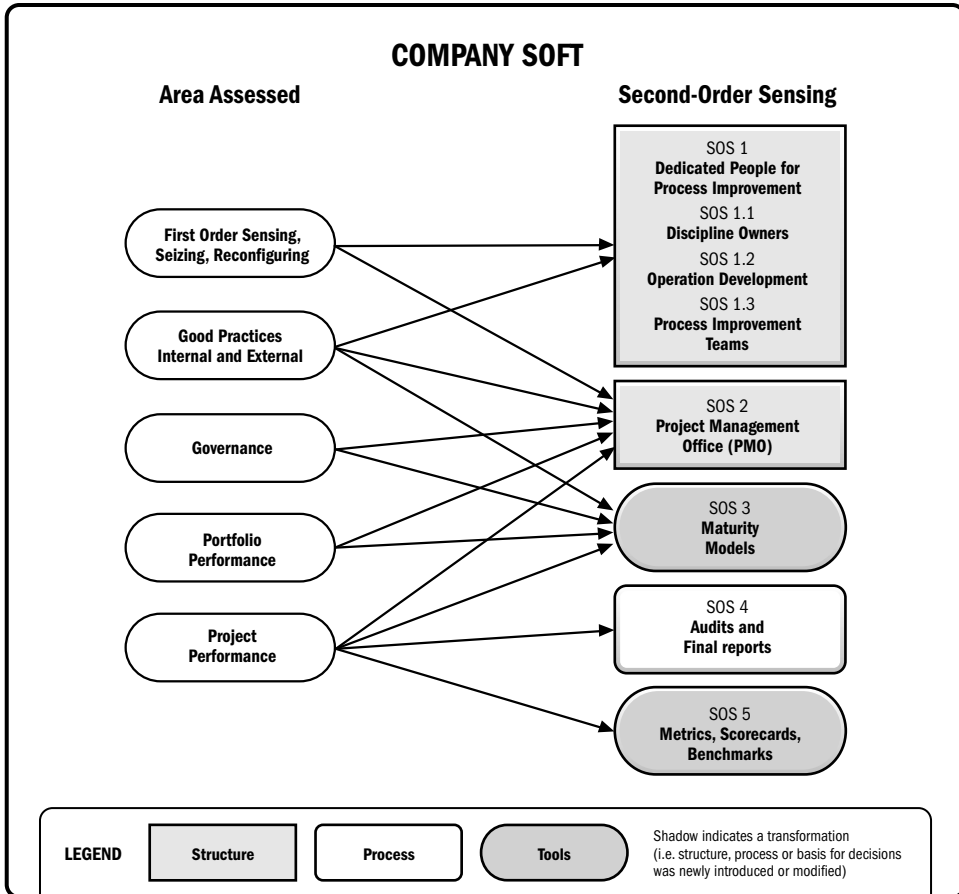 COMPANY SOFT
Area Assessed
Second-Order Sensing
First Order Sensing,
Seizing, Reconfiguring
Good Practices
Internal and External
Governance
Portfolio
Performance
Project
Performance
SOS 1
Dedicated People for
Process Improvement
SOS 1.1
Discipline Owners
SOS 1.2
Operation Development
SOS 1.3
Process Improvement
Teams
SOS 2
Project Management
Office (PMO)
SOS 3
Maturity
Models
SOS 4
Audits and
Final reports
SOS 5
Metrics, Scorecards,
Benchmarks
LEGEND
Structure
Process
Tools
Shadow indicates a transformation
(i.e. structure, process or basis for decisions
was newly introduced or modified)